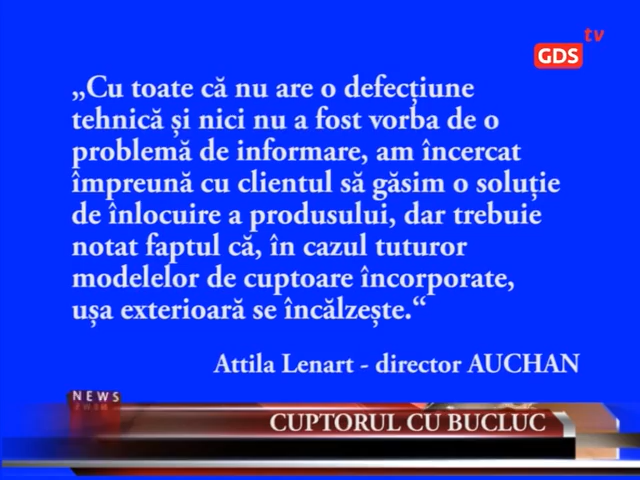 tv
GDS
„Cu toate că nu are o defecțiune
tehnică și nici nu a fost vorba de o
problemă de informare, am încercat
împreună cu clientul să găsim o soluție
de înlocuire a produsului, dar trebuie
notat faptul că, în cazul tuturor
modelelor de cuptoare încorporate,
ușa exterioară se încălzește.“
Attila Lenart - director AUCHAN
NEWS
CUPTORUL CU BUCLUC